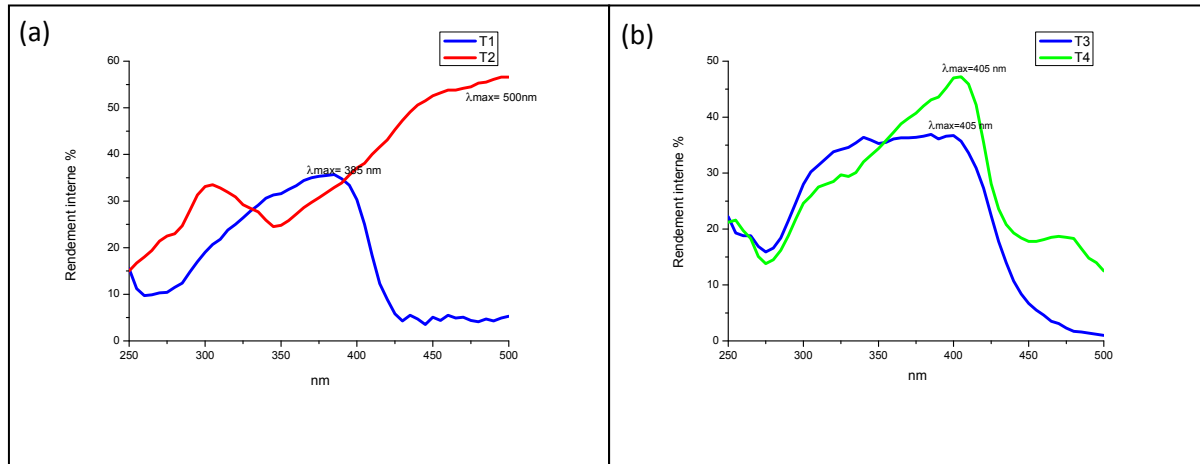 (a)
T1
T2
60
50
40
30
20
10
0
Rendement interne %
λmax= 500nm
λmax= 385 nm
250 300 350 400 450 500
nm
(b)
T3
T4
50
40
30
20
10
0
Rendement interne %
λmax=405 nm
λmax=405 nm
250 300 350 400 450 500
nm